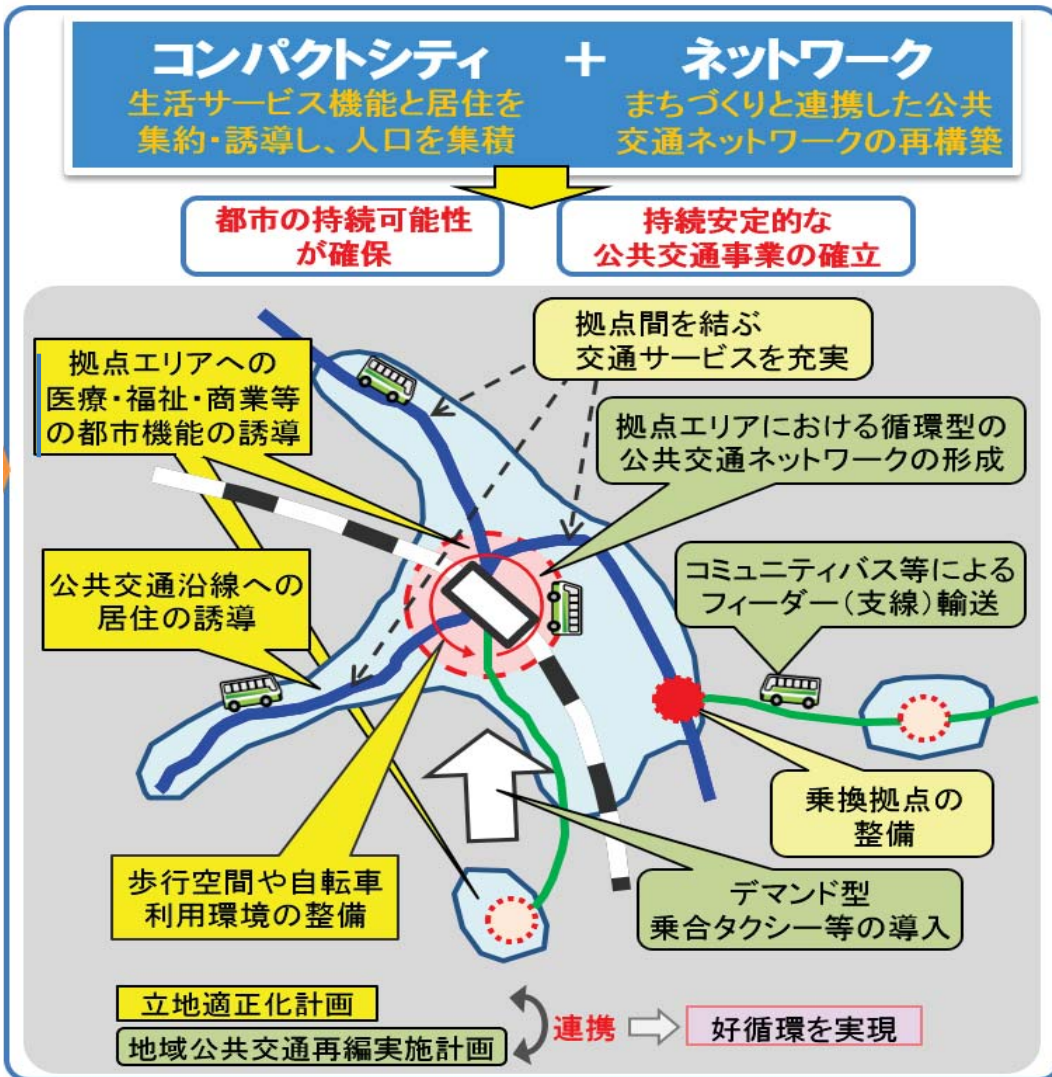 コンパクトシティ + ネットワーク
生活サービス機能と居住を
集約・誘導し、人口を集積
まちづくりと連携した公共
交通ネットワークの再構築
都市の持続可能性
が確保
持続安定的な
公共交通事業の確立
拠点エリアへの
医療・福祉・商業等
の都市機能の誘導
拠点間を結ぶ
交通サービスを充実
拠点エリアにおける循環型の
公共交通ネットワークの形成
公共交通沿線への
居住の誘導
コミュニティバス等による
フィーダー(支線)輸送
乗換拠点の
整備
歩行空間や自転車
利用環境の整備
デマンド型
乗合タクシー等の導入
立地適正化計画
地域公共交通再編実施計画
連携
好循環を実現